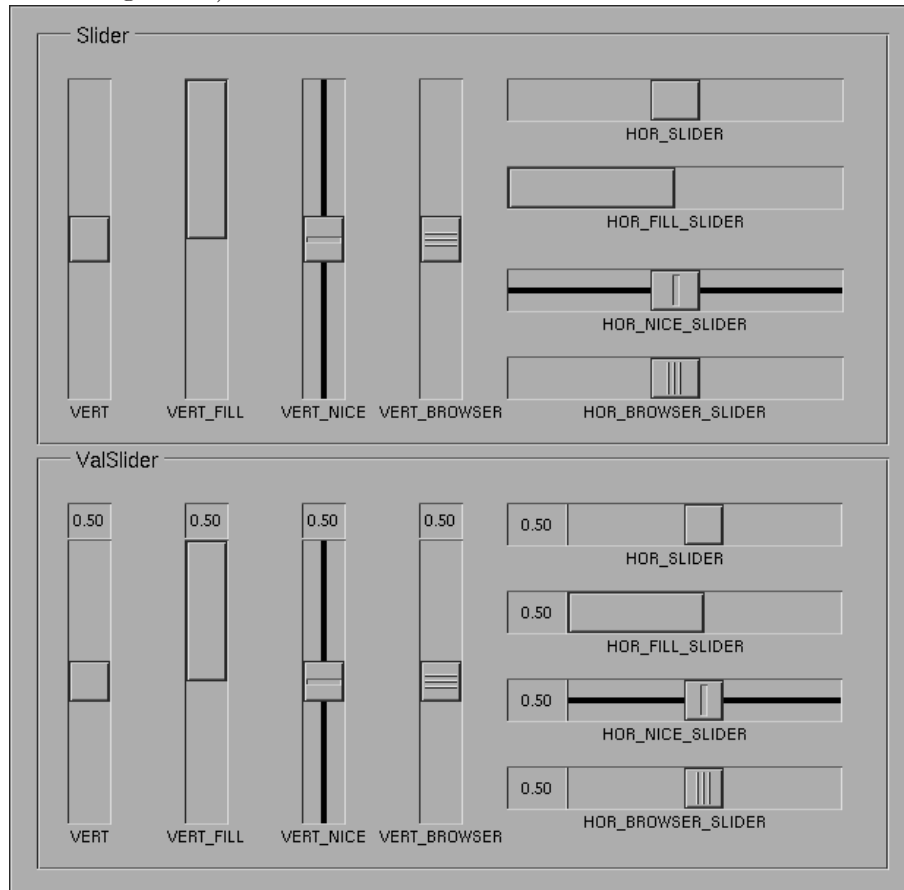 Slider
HOR_SLIDER
HOR_FILL_SLIDER
HOR_NICE_SLIDER
VERT VERT_FILL VERT_NICE VERT_BROWSER HOR_BROWSER_SLIDER
ValSlider
0.50 0.50 0.50 0.50 0.50
HOR_SLIDER
0.50
HOR_FILL_SLIDER
0.50
HOR_NICE_SLIDER
0.50
HOR_BROWSER_SLIDER
VERT VERT_FILL VERT_NICE VERT_BROWSER